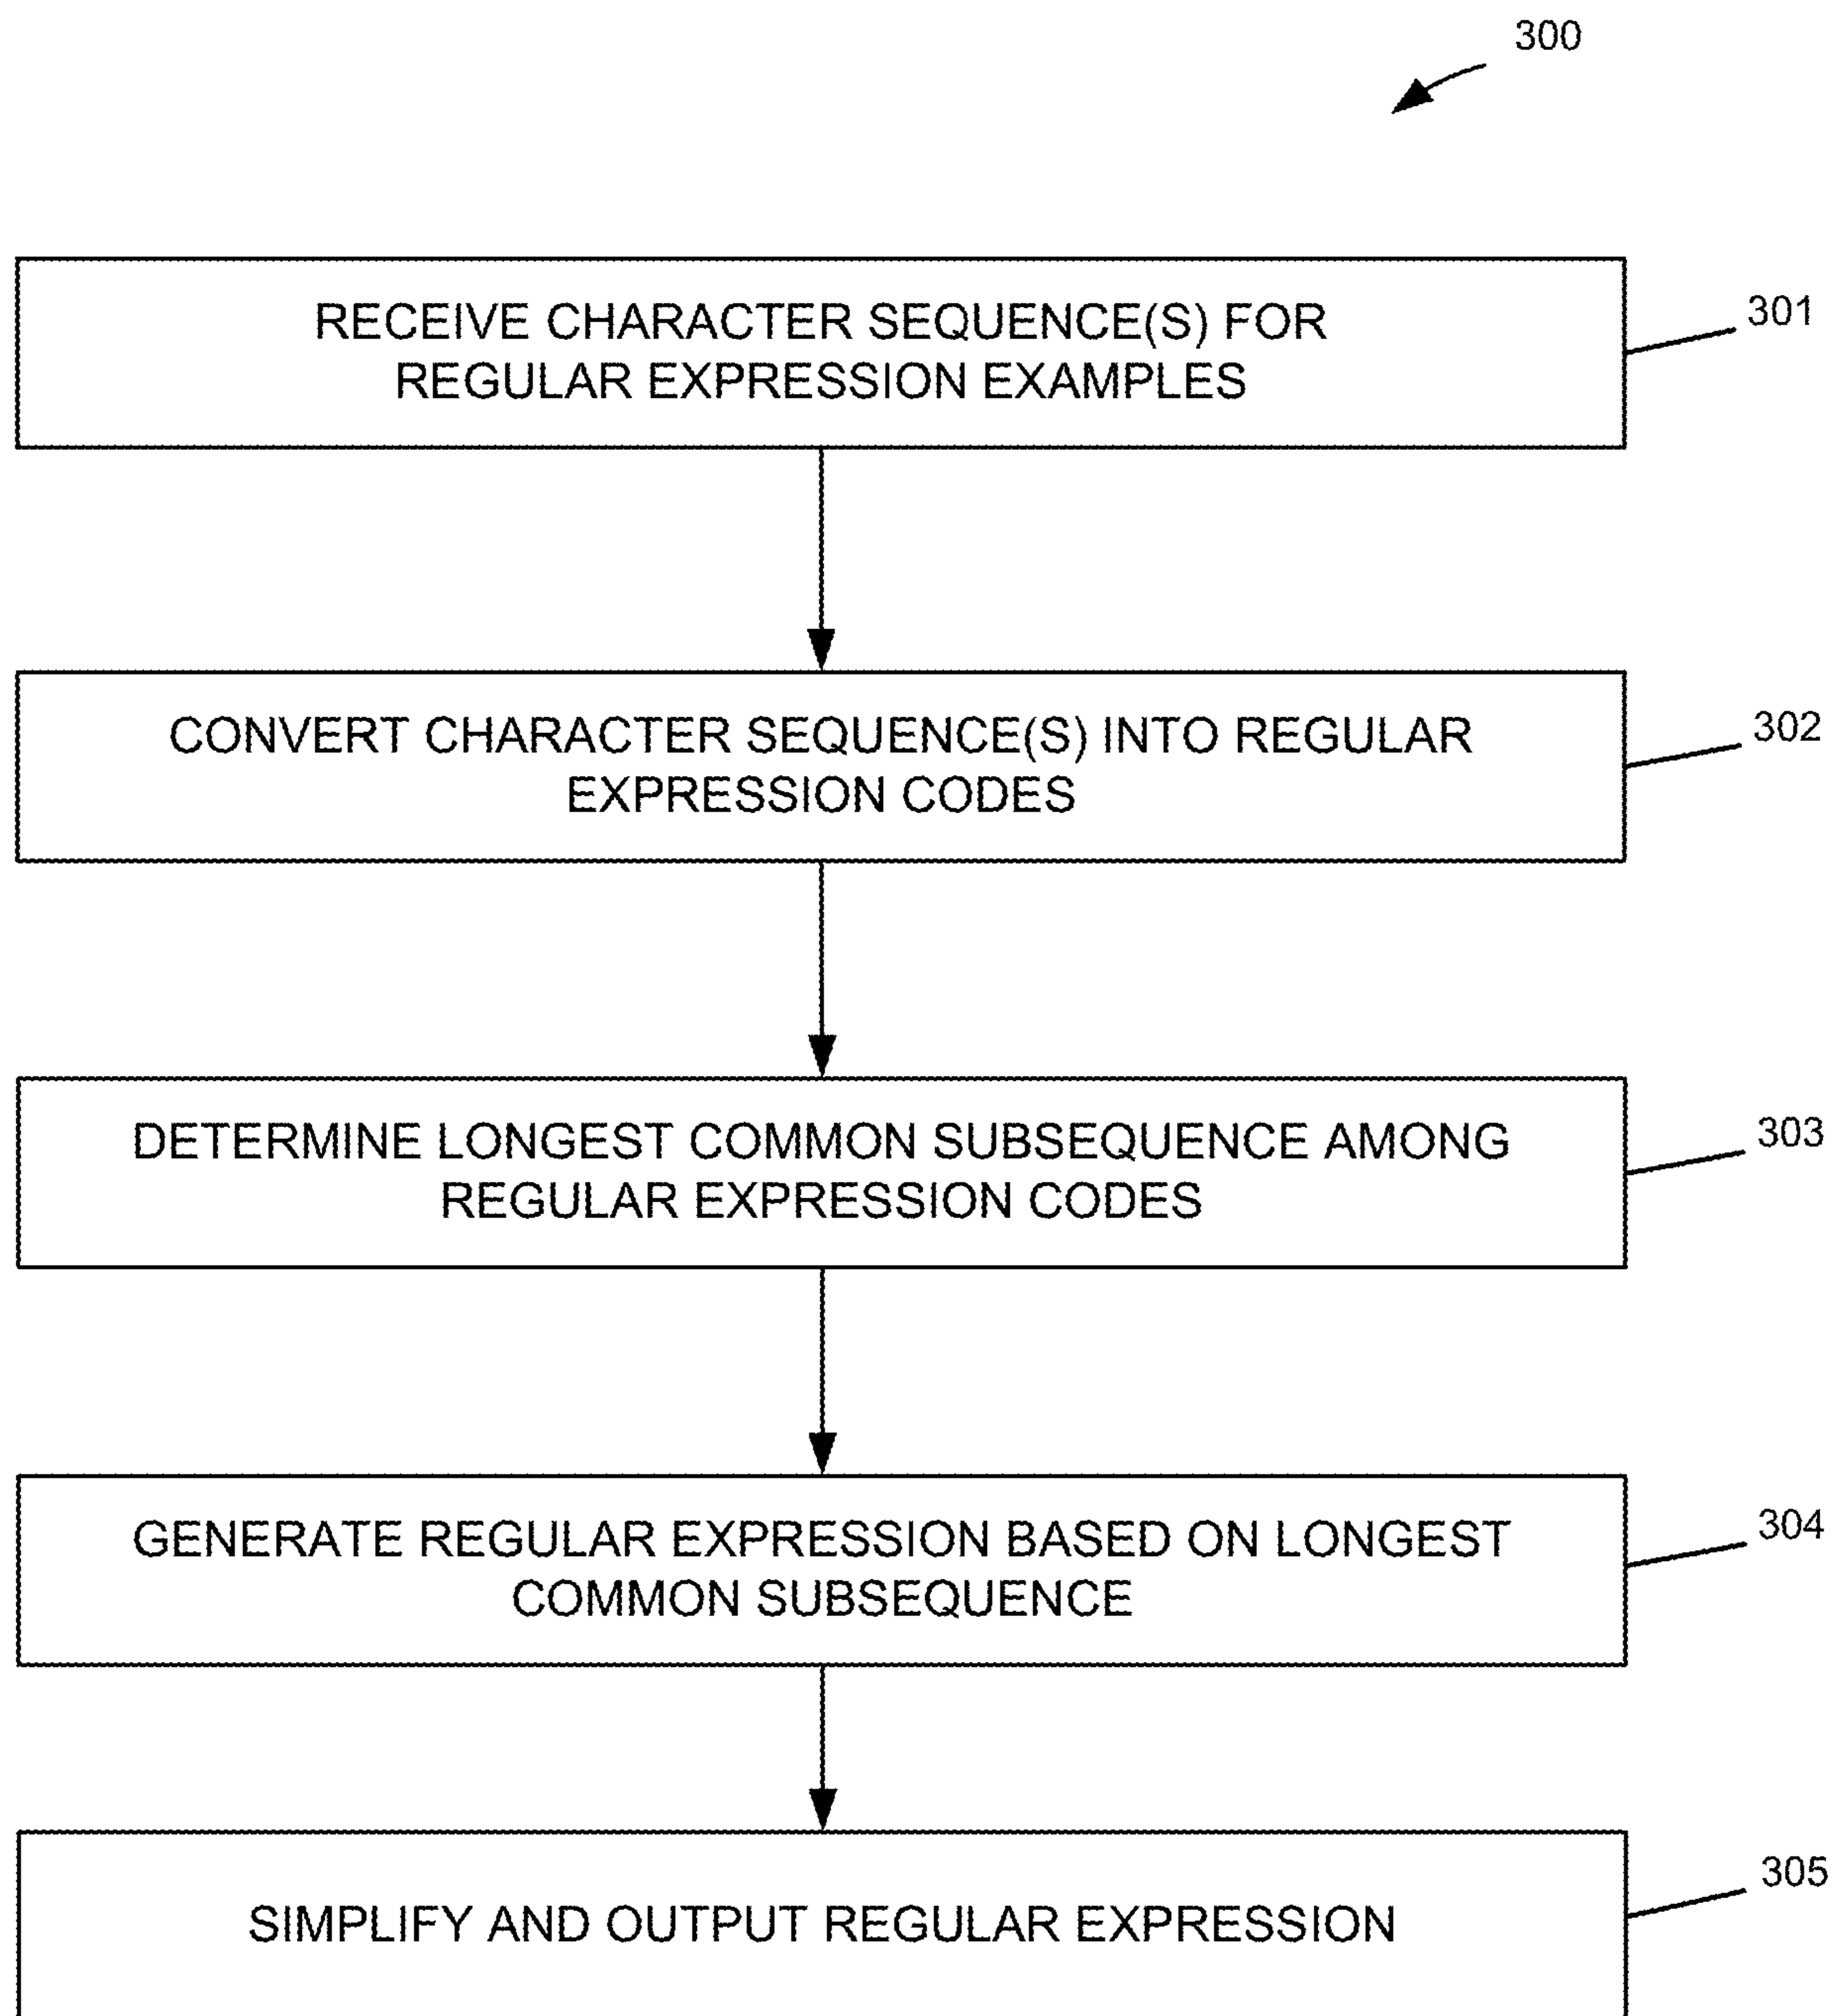 300
RECEIVE CHARACTER SEQUENCE(S) FOR
REGULAR EXPRESSION EXAMPLES
301
CONVERT CHARACTER SEQUENCE(S) INTO REGULAR
EXPRESSION CODES
302
DETERMINE LONGEST COMMON SUBSEQUENCE AMONG
REGULAR EXPRESSION CODES
303
GENERATE REGULAR EXPRESSION BASED ON LONGEST
COMMON SUBSEQUENCE
304
SIMPLIFY AND OUTPUT REGULAR EXPRESSION
305